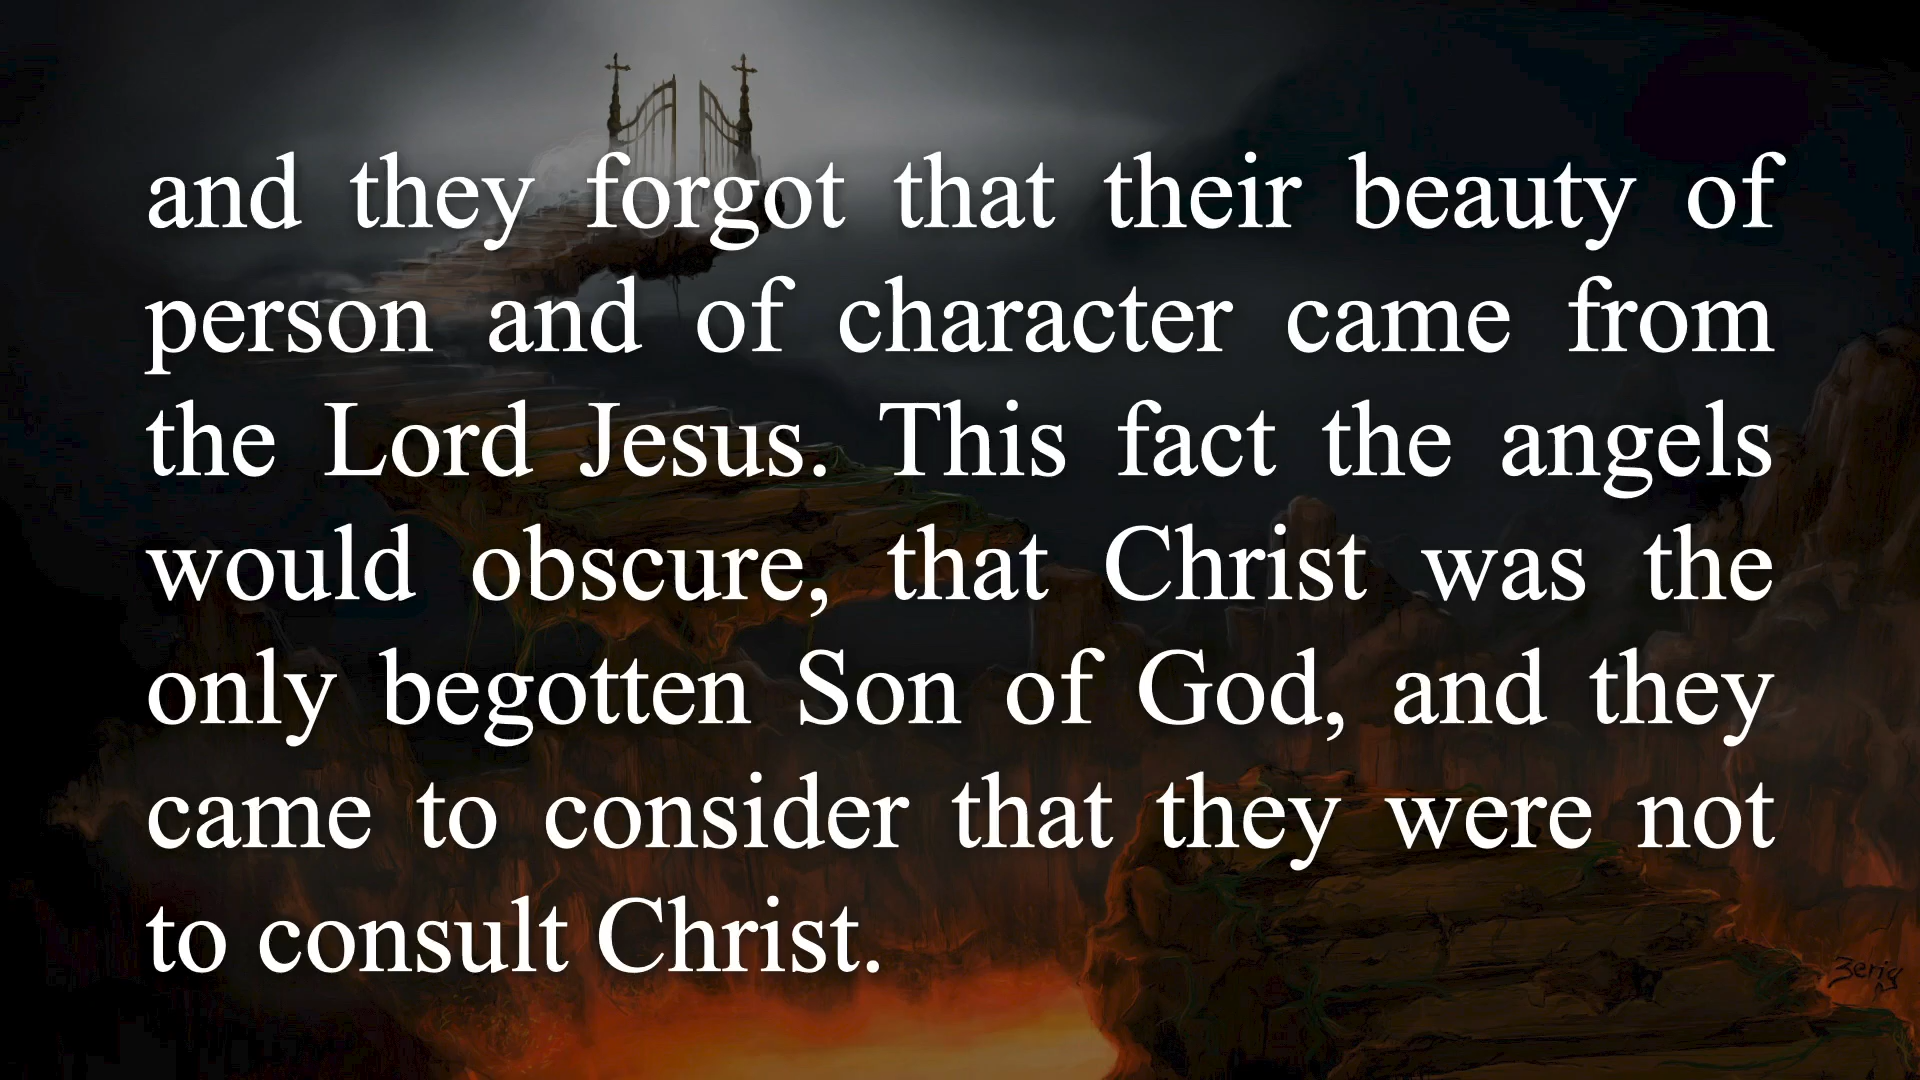 and they forgot that their beauty of
person and of character came from
the Lord Jesus. This fact the angels
would obscure, that Christ was the
only begotten Son of God, and they
came to consider that they were not
to consult Christ.
Zerig